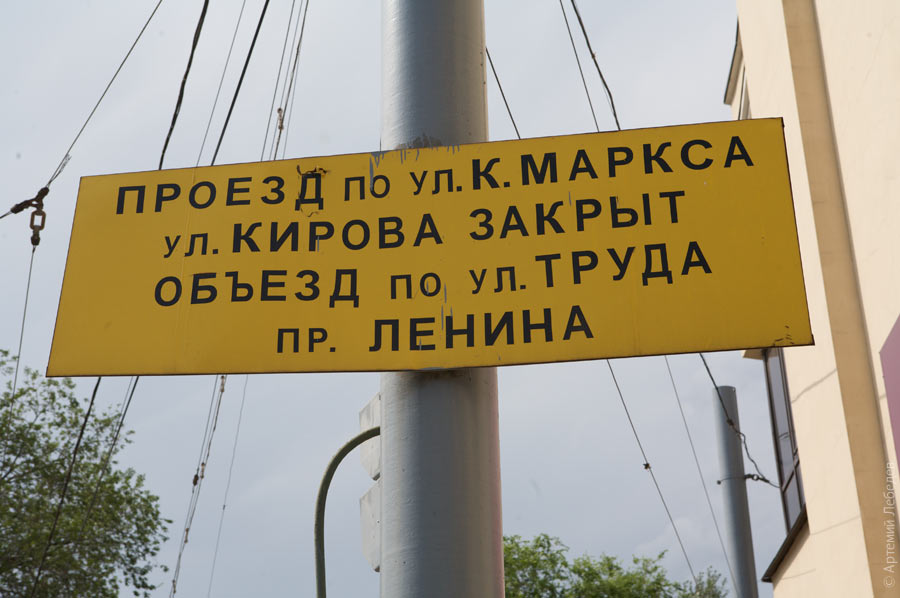 ПРОЕЗД ПО УЛ. К. МАРКСА
УЛ. КИРОВА ЗАКРЫТ
ОБЪЕЗД ПО УЛ. ТРУДА
ПР. ЛЕНИНА
© Артемий Лебедев